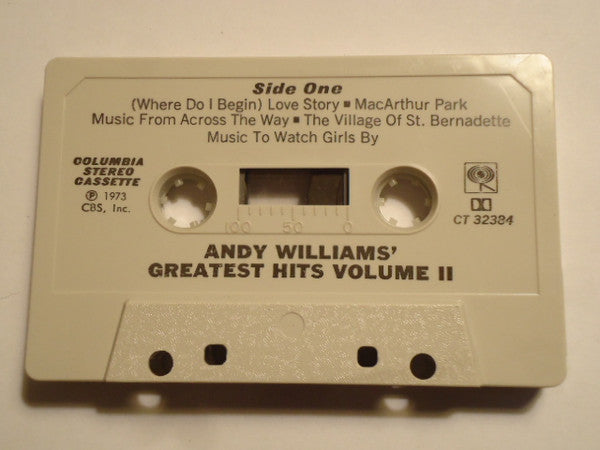 Side One
(Where Do I Begin) Love Story ■ MacArthur Park
Music From Across The Way ■ The Village Of St. Bernadette
Music To Watch Girls By
COLUMBIA
STEREO
CASSETTE
℗ 1973
CBS, Inc.
100 50 0
CT 32384
ANDY WILLIAMS'
GREATEST HITS VOLUME II